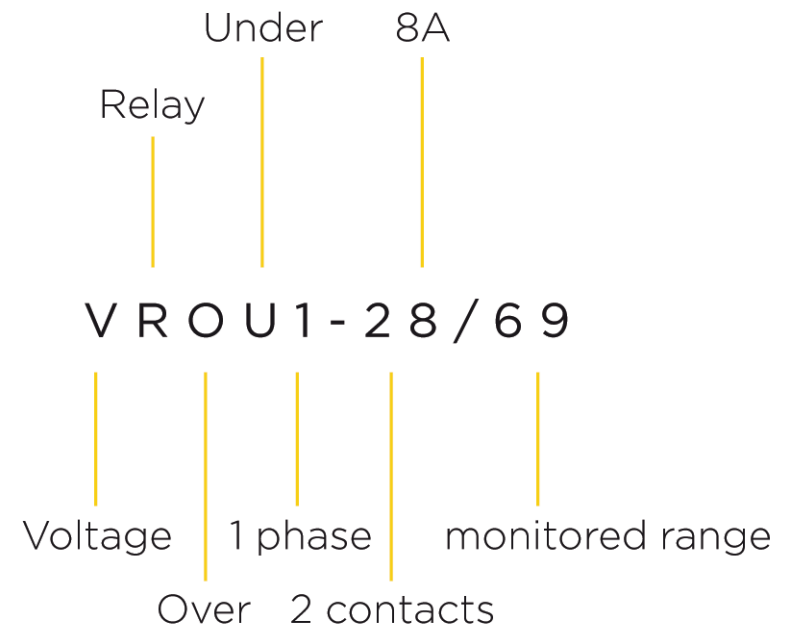 Under 8A
Relay
VROU1-28/69
Voltage 1 phase monitored range
Over 2 contacts